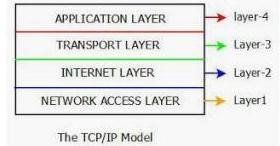 APPLICATION LAYER layer-4
TRANSPORT LAYER Layer-3
INTERNET LAYER Layer-2
NETWORK ACCESS LAYER Layer1
The TCP/IP Model